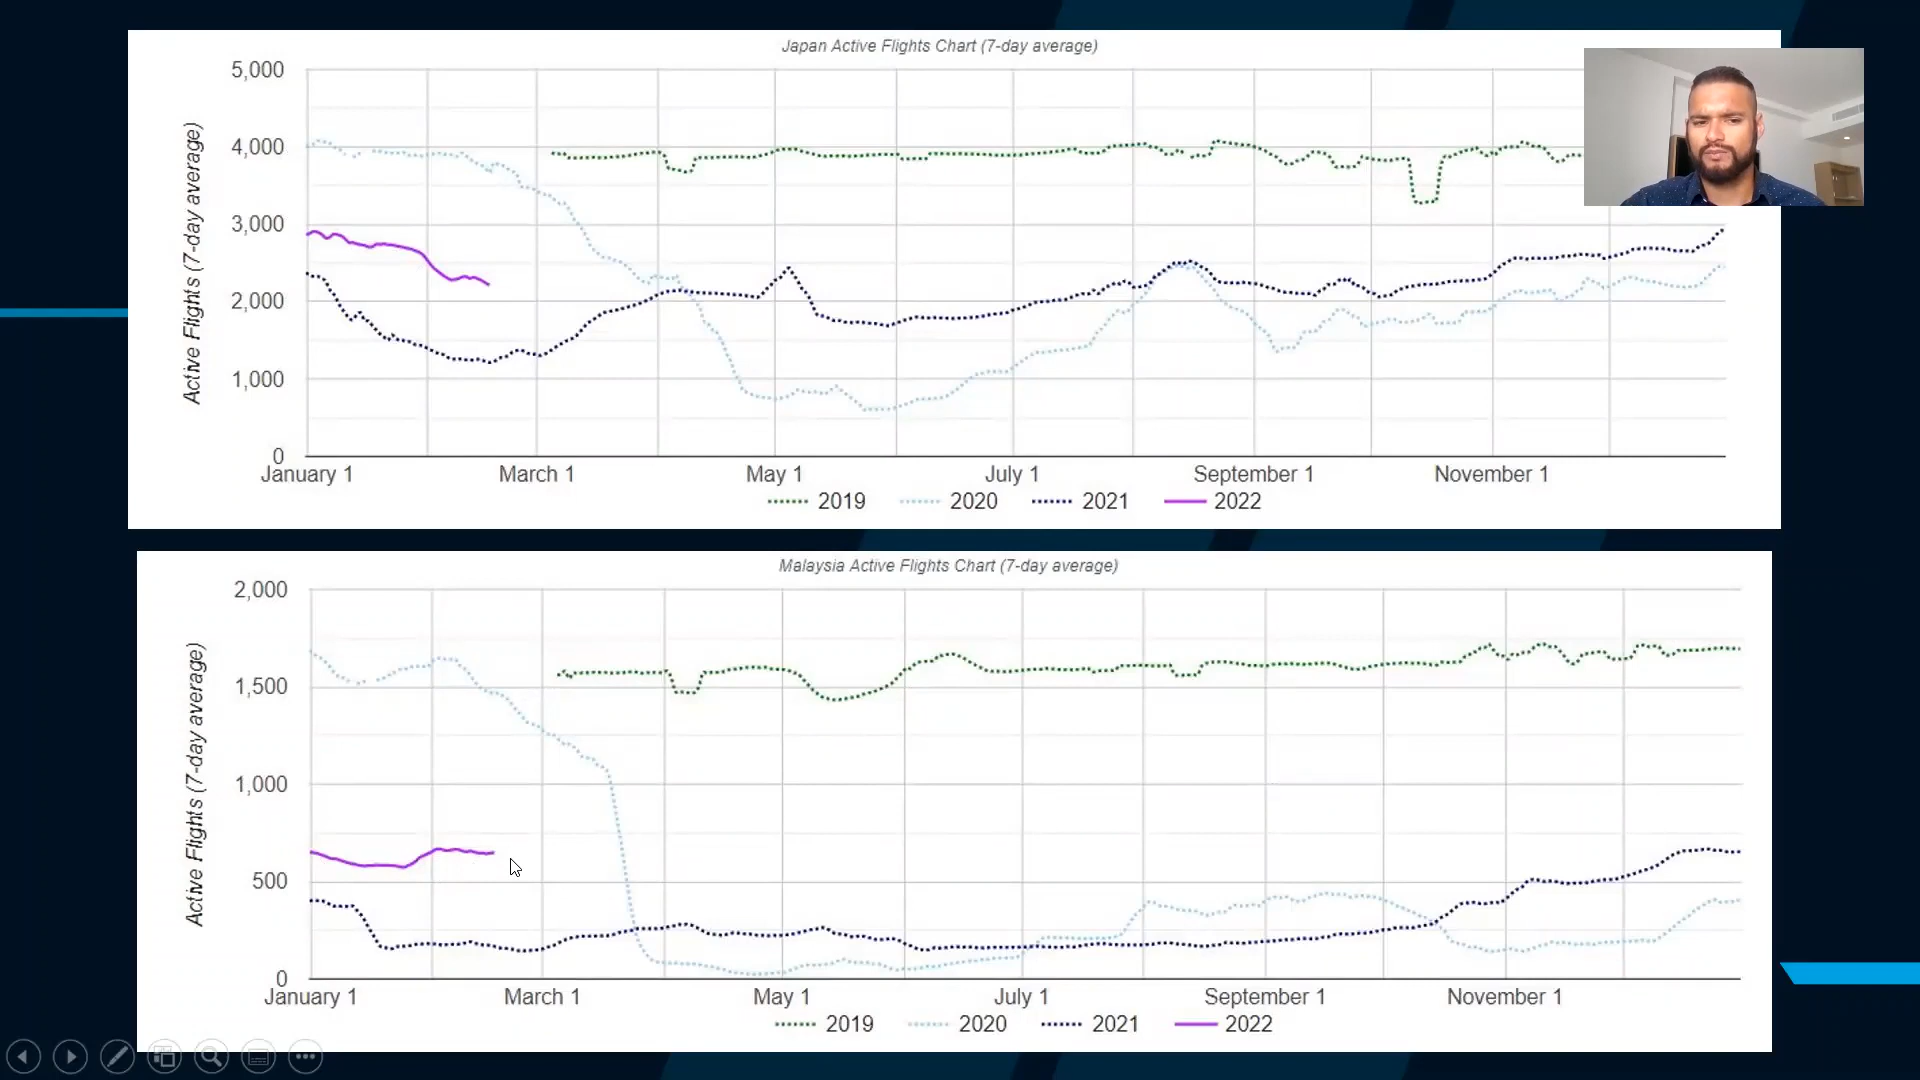 Japan Active Flights Chart (7-day average)
Active Flights (7-day average)
5,000
4,000
3,000
2,000
1,000
0
January 1 March 1 May 1 July 1 September 1 November 1
2019 2020 2021 2022
Malaysia Active Flights Chart (7-day average)
Active Flights (7-day average)
2,000
1,500
1,000
500
0
January 1 March 1 May 1 July 1 September 1 November 1
2019 2020 2021 2022